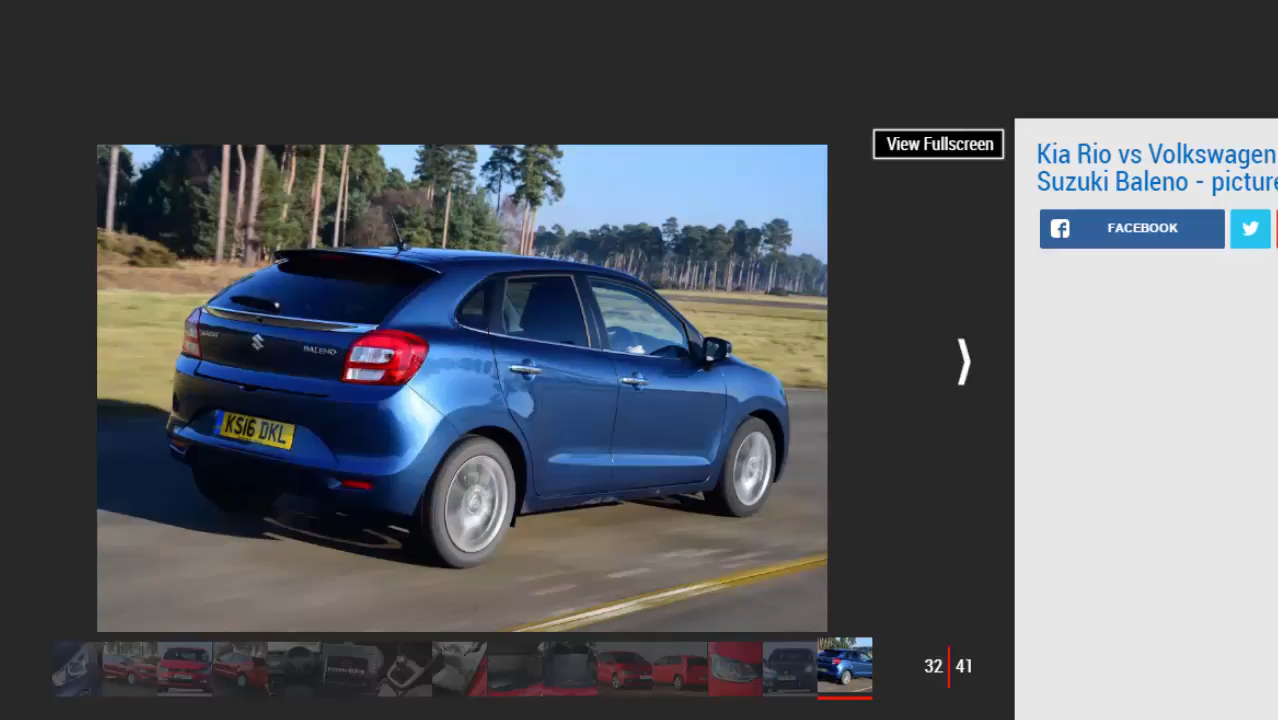 View Fullscreen
Kia Rio vs Volkswagen
Suzuki Baleno - picture
FACEBOOK
BALENO
KS16 DKL
32 41